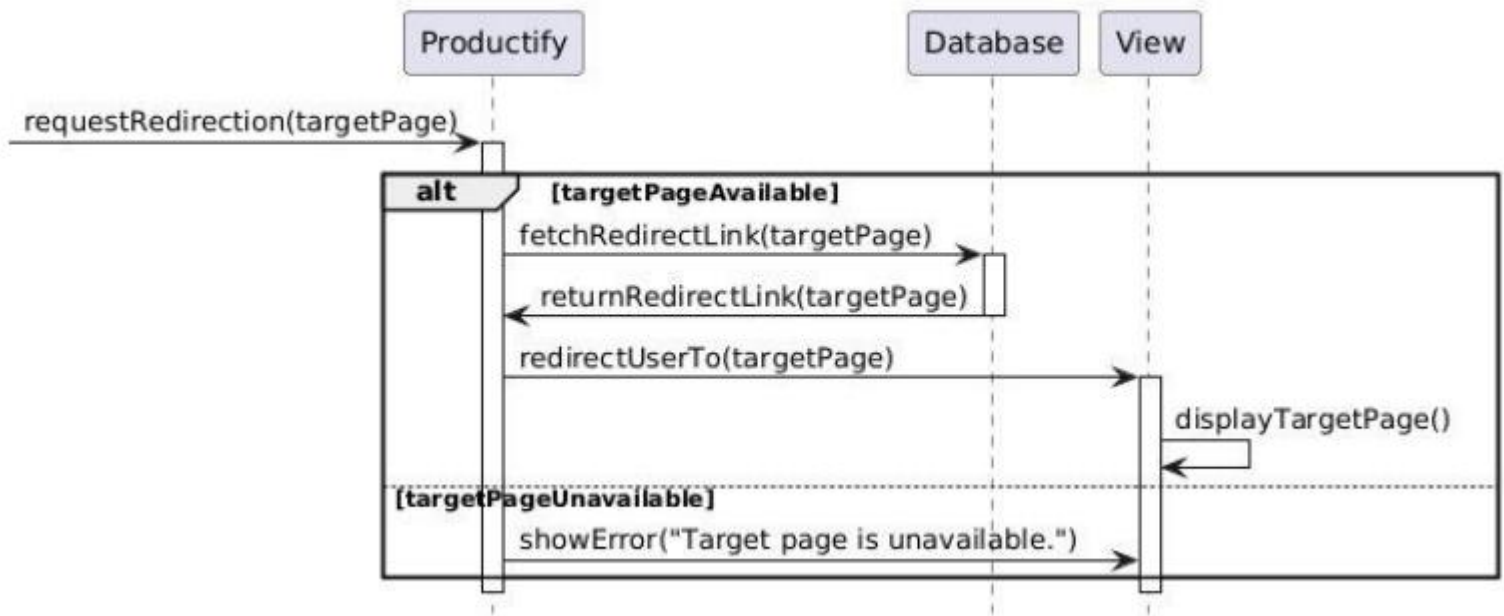 Productify Database View
requestRedirection(targetPage)
alt [targetPageAvailable]
fetchRedirectLink(targetPage)
returnRedirectLink(targetPage)
redirectUserTo(targetPage)
displayTargetPage()
[targetPageUnavailable]
showError("Target page is unavailable.")